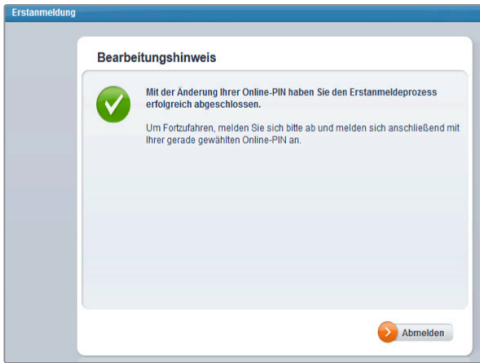 Erstanmeldung
Bearbeitungshinweis
Mit der Änderung Ihrer Online-PIN haben Sie den Erstanmeldeprozess
erfolgreich abgeschlossen.
Um Fortzufahren, melden Sie sich bitte ab und melden sich anschließend mit
Ihrer gerade gewählten Online-PIN an.
Abmelden